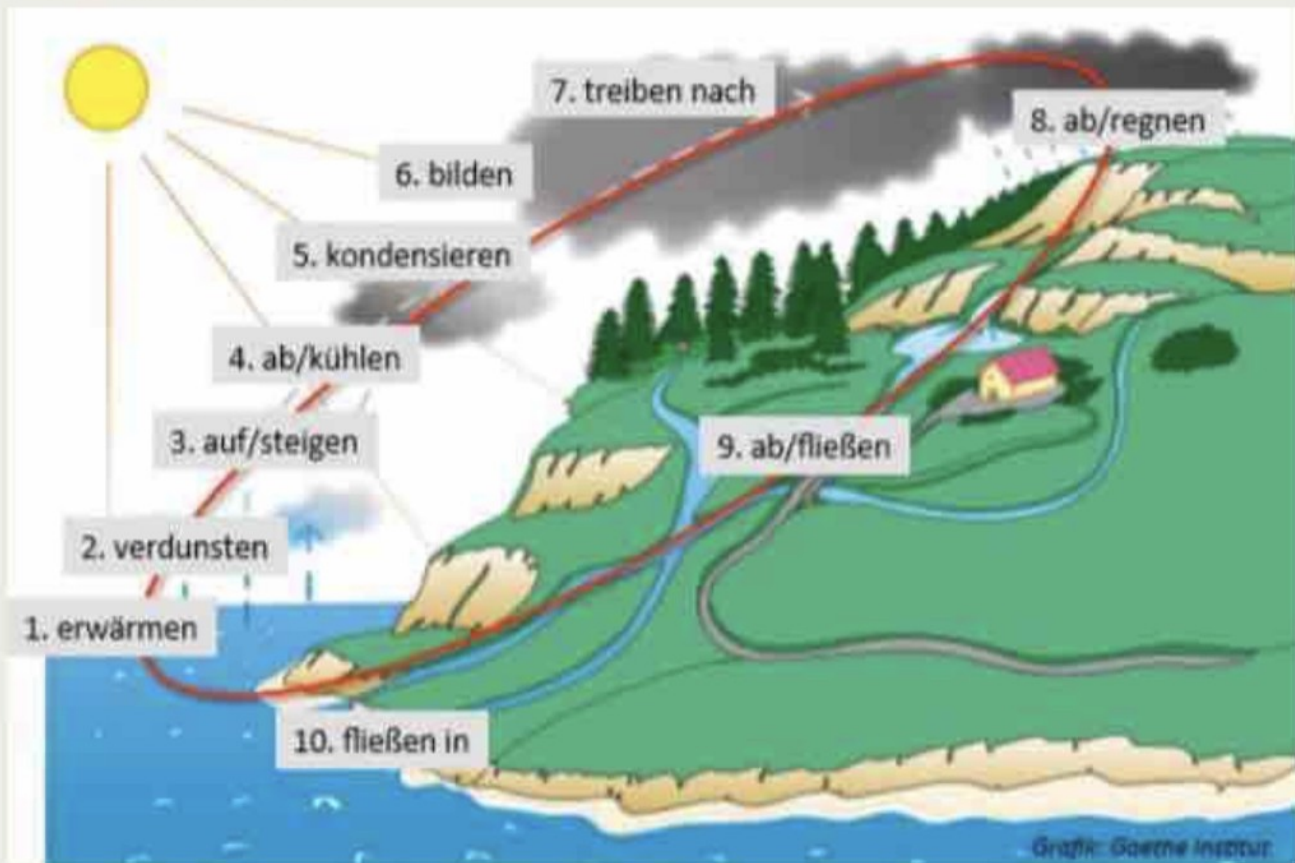 7. treiben nach
8. ab/regnen
6. bilden
5. kondensieren
4. ab/kühlen
3. auf/steigen
9. ab/fließen
2. verdunsten
1. erwärmen
10. fließen in
Grafik: Goethe Institut